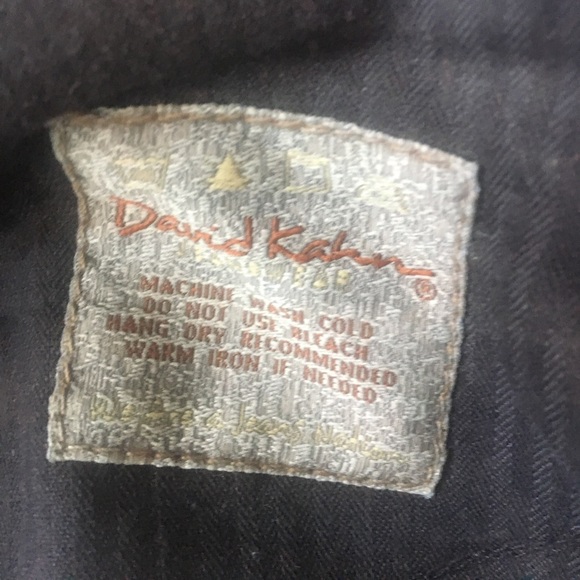 David Kahn®
MACHINE WASH COLD
DO NOT USE BLEACH
HANG DRY RECOMMENDED
WARM IRON IF NEEDED